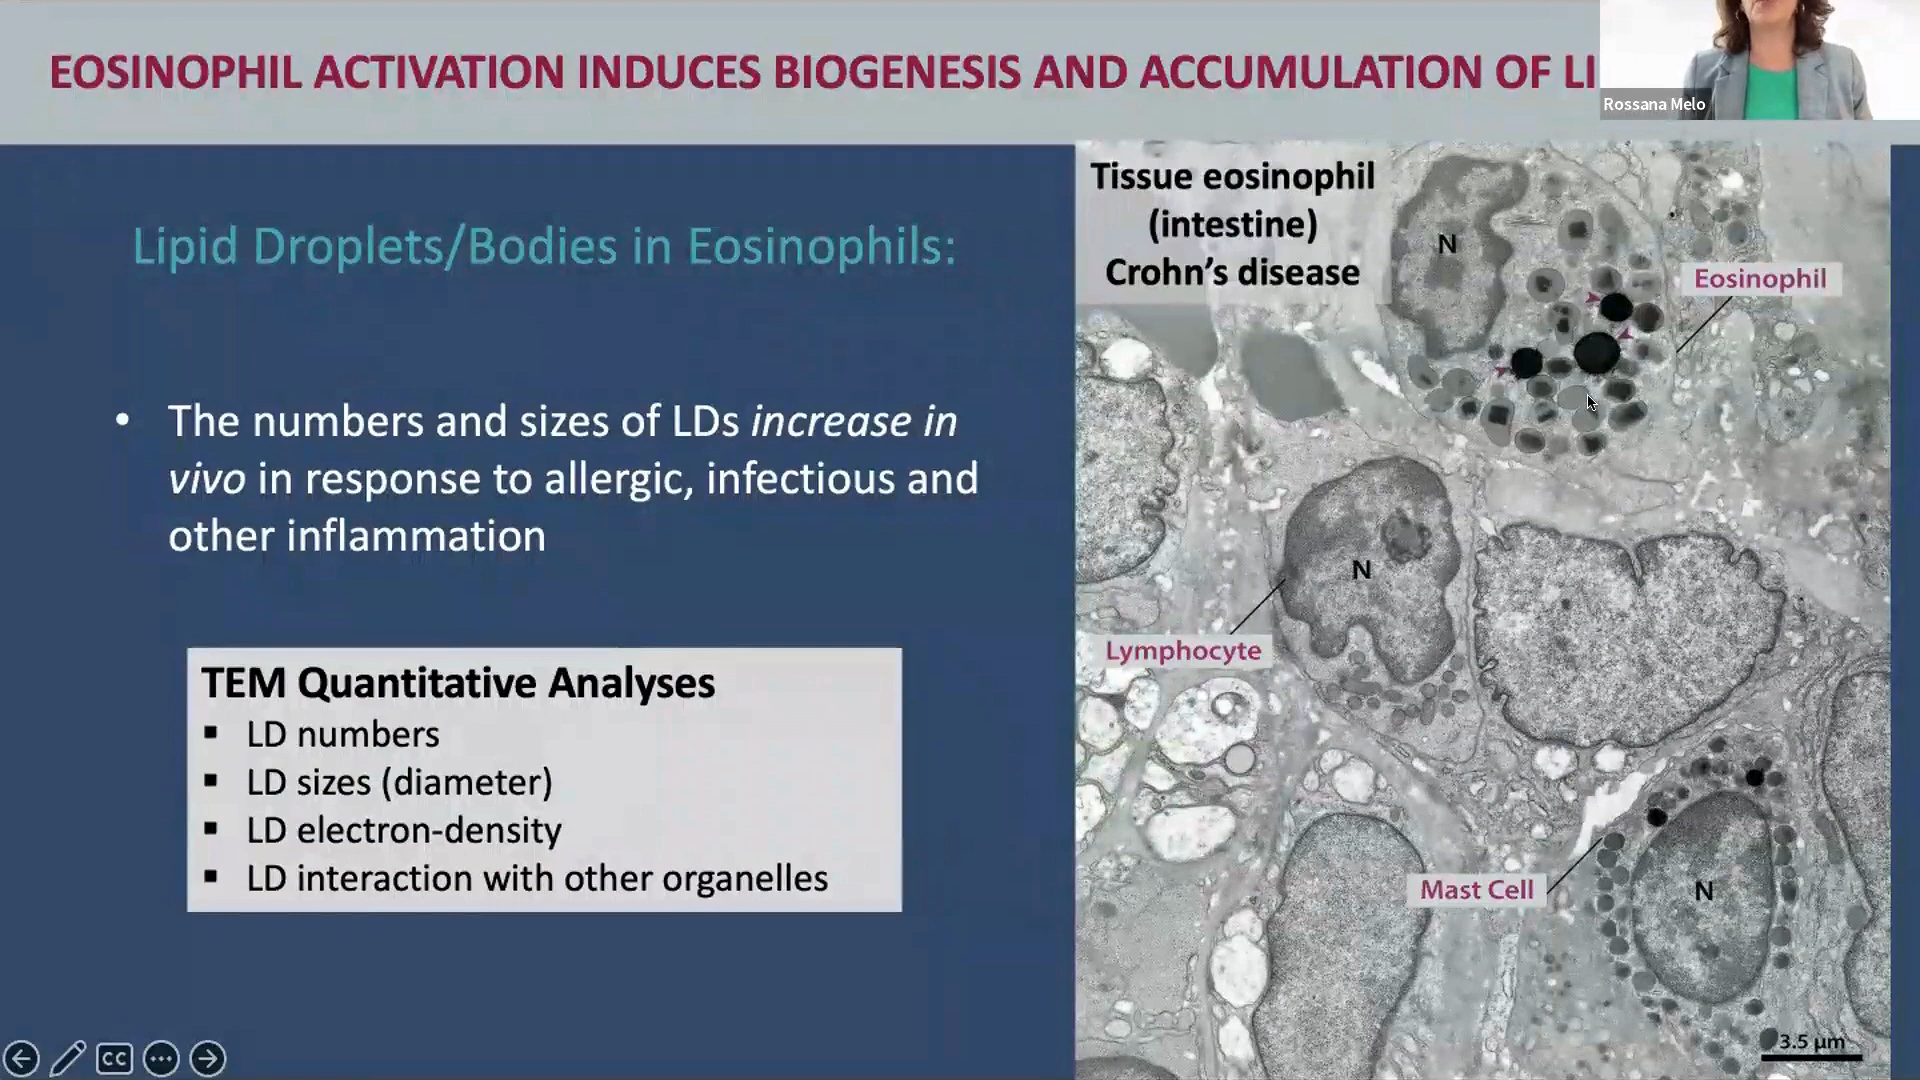 EOSINOPHIL ACTIVATION INDUCES BIOGENESIS AND ACCUMULATION OF LI
Rossana Melo
Lipid Droplets/Bodies in Eosinophils:
• The numbers and sizes of LDs increase in
vivo in response to allergic, infectious and
other inflammation
TEM Quantitative Analyses
▪ LD numbers
▪ LD sizes (diameter)
▪ LD electron-density
▪ LD interaction with other organelles
Tissue eosinophil
(intestine)
Crohn’s disease
N
Eosinophil
N
Lymphocyte
Mast Cell
N
3.5 µm
CC